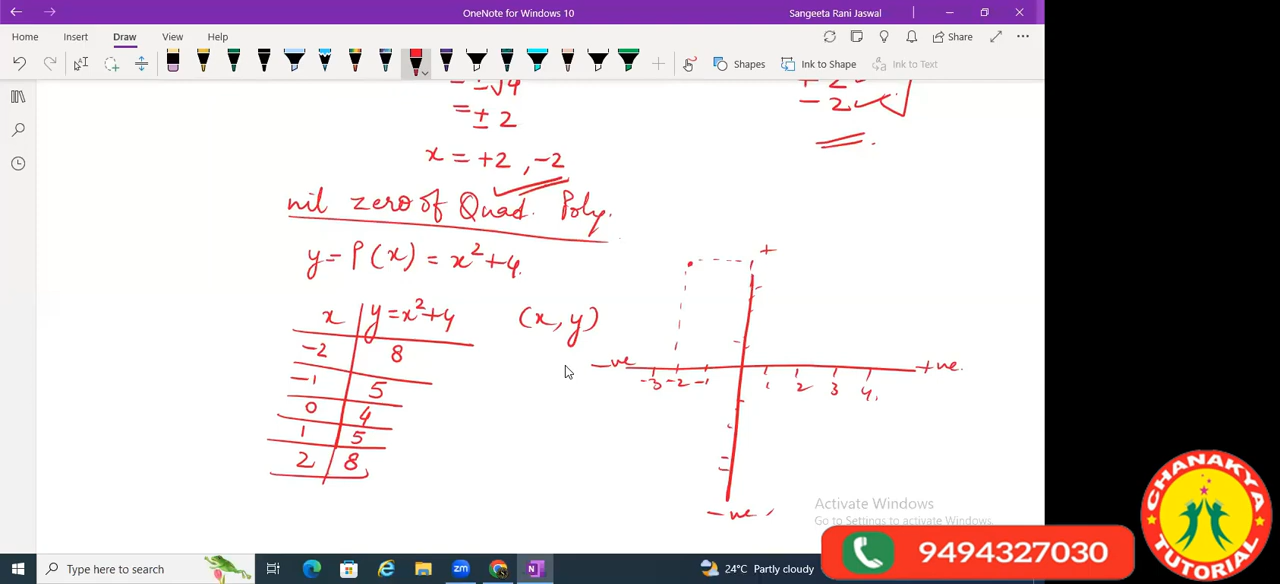 OneNote for Windows 10
Sangeeta Rani Jaswal
Home Insert Draw View Help
Share
Shapes Ink to Shape Ink to Text
= ± √4
= ± 2
x = +2 , -2
+ 2
- 2
nil zero of Quad. Poly.
y = P(x) = x² + 4
x y = x² + 4
-2 8
-1 5
0 4
1 5
2 8
(x, y)
+
-ve +ve.
-3 -2 -1 1 2 3 4
-ve
Activate Windows
Go to Settings to activate Windows.
CHANAKYA
TUTORIAL
9494327030
Type here to search
24°C Partly cloudy